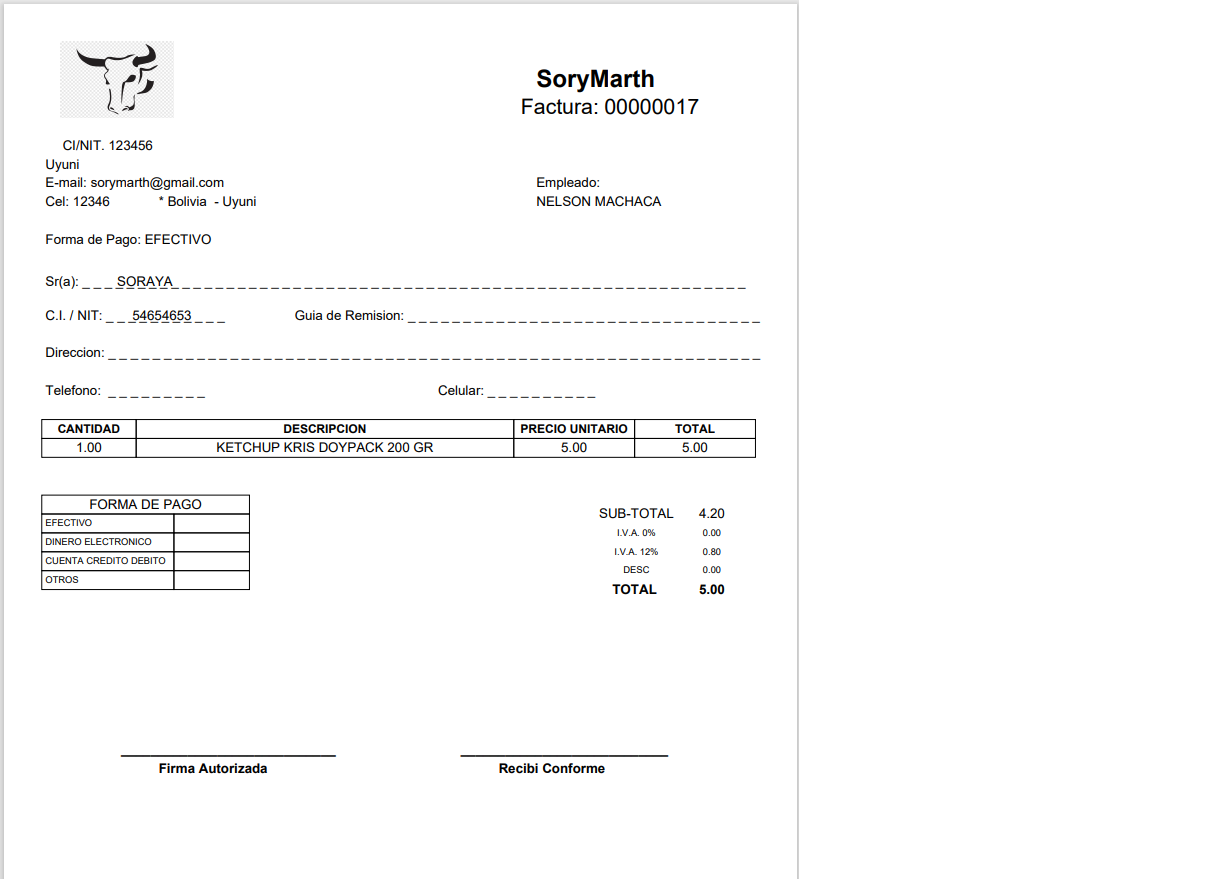 SoryMarth
Factura: 00000017
CI/NIT. 123456
Uyuni
E-mail: sorymarth@gmail.com
Empleado:
Cel: 12346 * Bolivia - Uyuni
NELSON MACHACA
Forma de Pago: EFECTIVO
Sr(a): SORAYA
C.I. / NIT: 54654653 Guia de Remision:
Direccion:
Telefono: Celular:
CANTIDAD DESCRIPCION PRECIO UNITARIO TOTAL
1.00 KETCHUP KRIS DOYPACK 200 GR 5.00 5.00
FORMA DE PAGO
EFECTIVO
DINERO ELECTRONICO
CUENTA CREDITO DEBITO
OTROS
SUB-TOTAL 4.20
I.V.A. 0% 0.00
I.V.A. 12% 0.80
DESC 0.00
TOTAL 5.00
Firma Autorizada Recibi Conforme